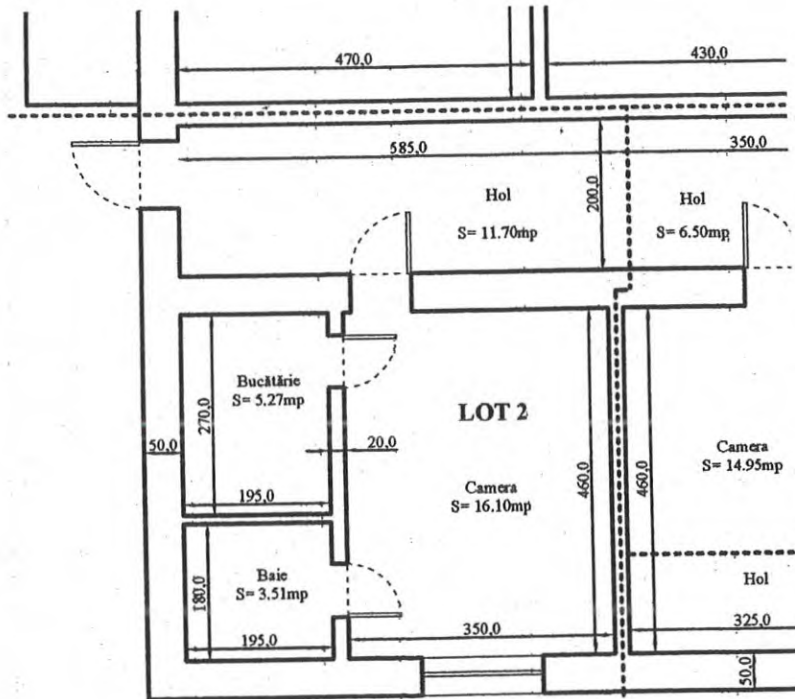 470,0
430,0
585,0
350,0
200,0
Hol
S= 11.70mp
Hol
S= 6.50mp
Bucătărie
S= 5.27mp
270,0
LOT 2
50,0
20,0
Camera
S= 16.10mp
460,0
460,0
Camera
S= 14.95mp
195,0
180,0
Baie
S= 3.51mp
Hol
195,0
350,0
325,0
50,0